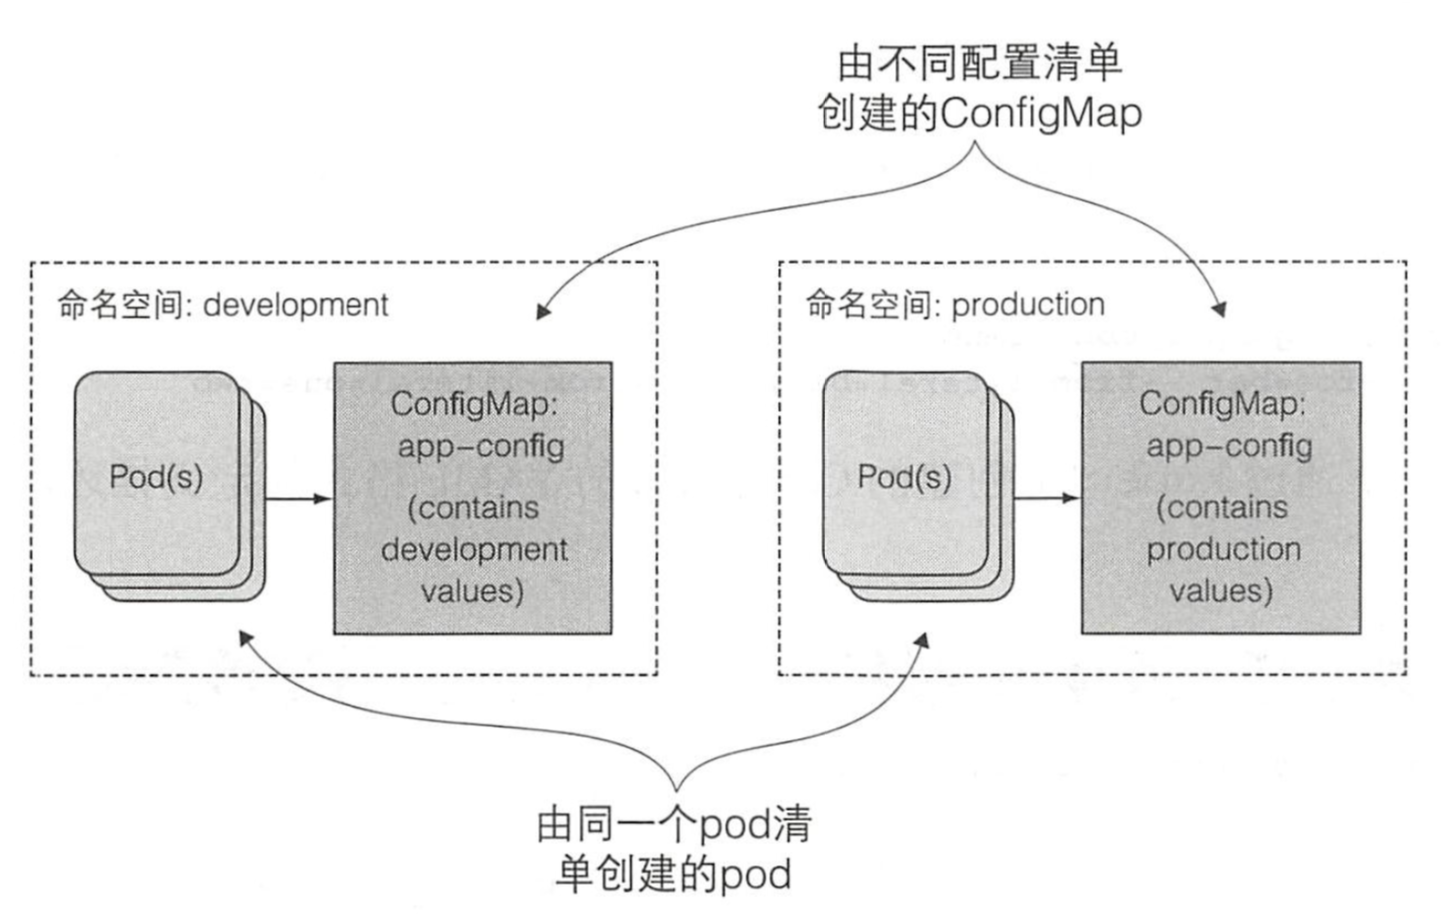 由不同配置清单
创建的ConfigMap
命名空间: development
Pod(s)
ConfigMap:
app-config
(contains
development
values)
命名空间: production
Pod(s)
ConfigMap:
app-config
(contains
production
values)
由同一个pod清
单创建的pod